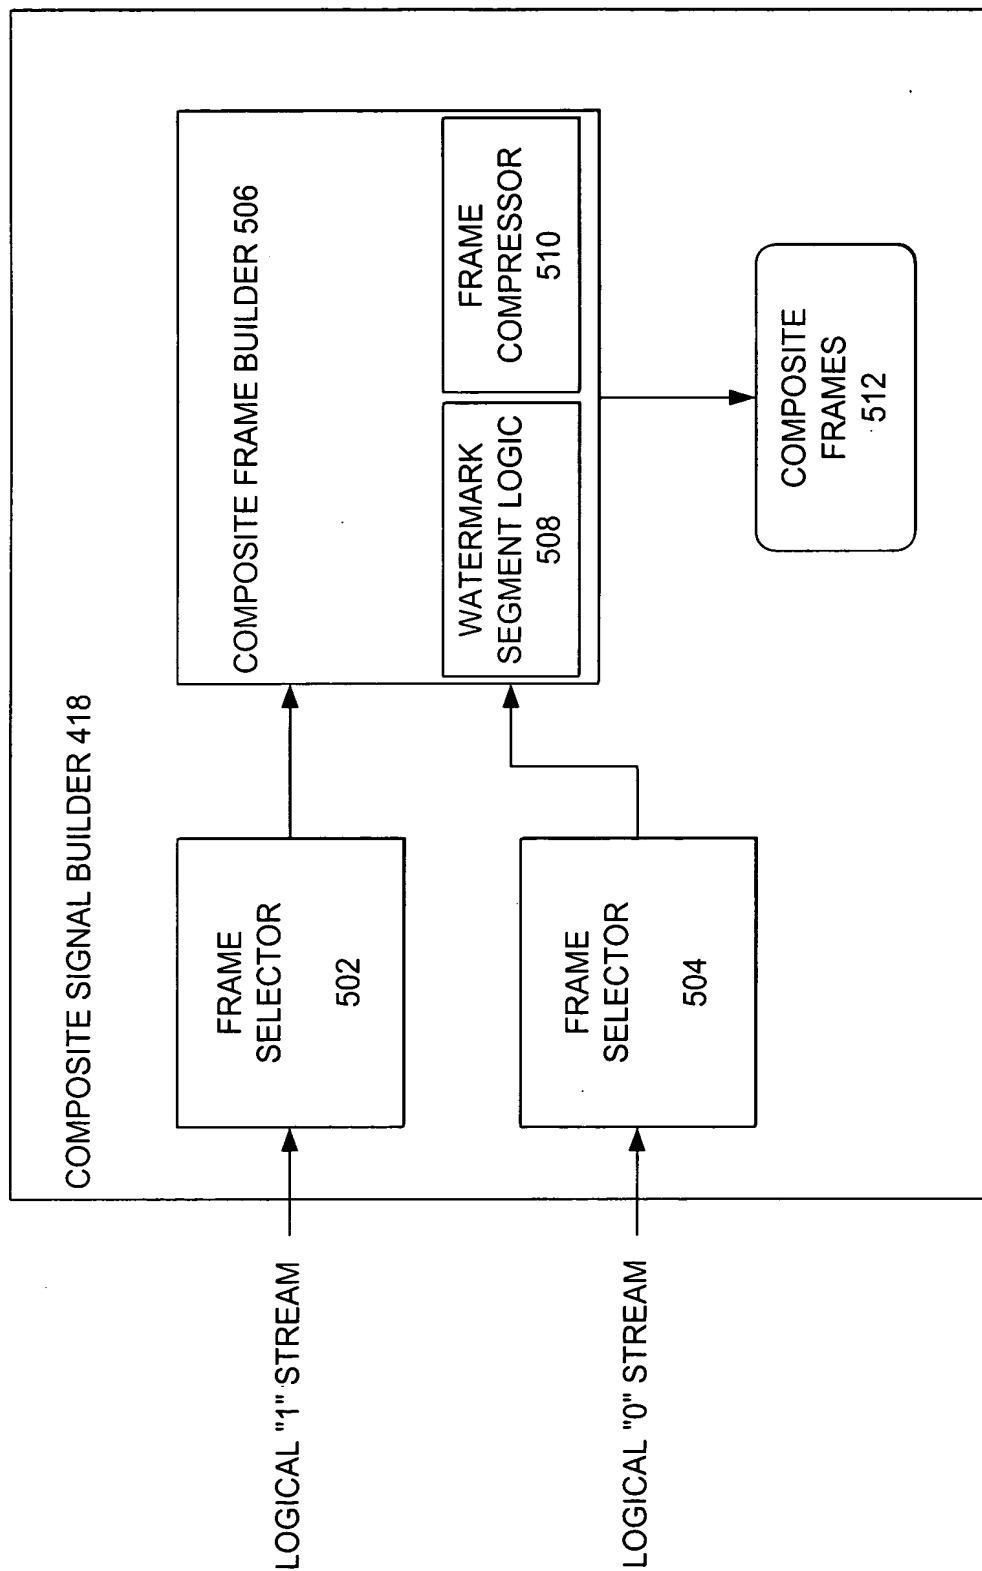 COMPOSITE SIGNAL BUILDER 418
LOGICAL "1" STREAM
FRAME
SELECTOR
502
COMPOSITE FRAME BUILDER 506
LOGICAL "0" STREAM
FRAME
SELECTOR
504
WATERMARK
SEGMENT LOGIC
508
FRAME
COMPRESSOR
510
COMPOSITE
FRAMES
512